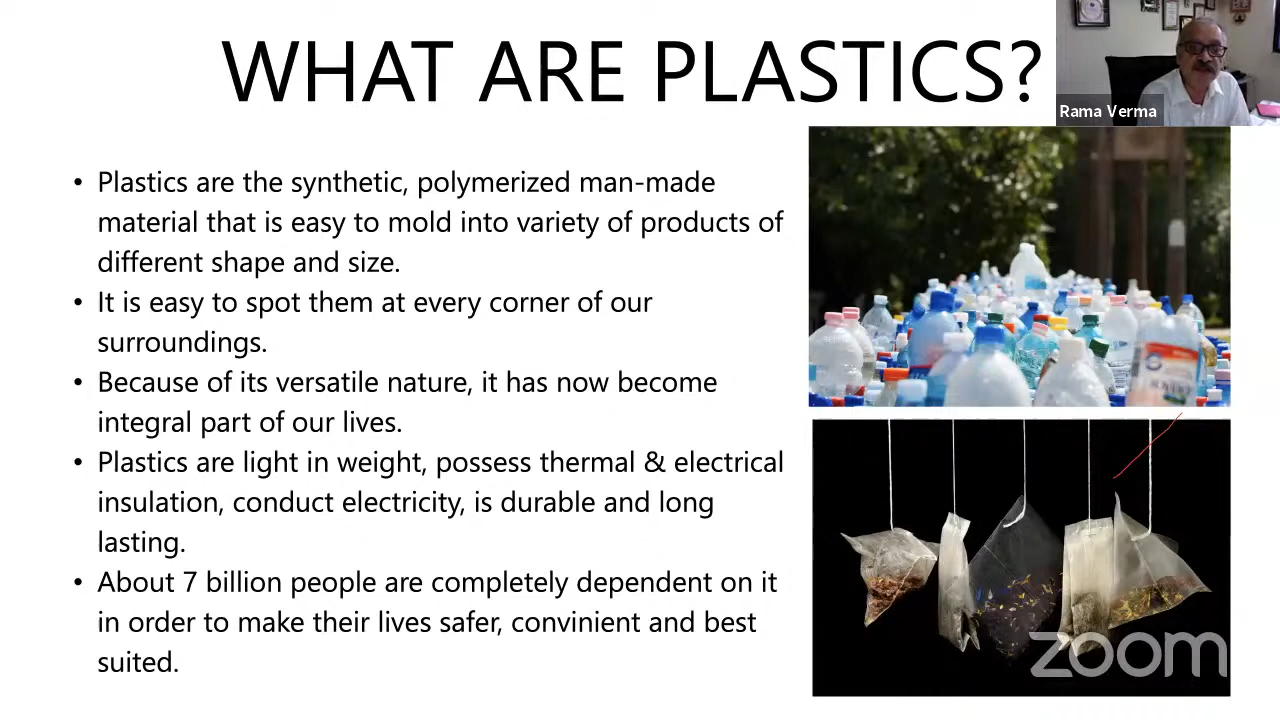 WHAT ARE PLASTICS?
Rama Verma
• Plastics are the synthetic, polymerized man-made
material that is easy to mold into variety of products of
different shape and size.
• It is easy to spot them at every corner of our
surroundings.
• Because of its versatile nature, it has now become
integral part of our lives.
• Plastics are light in weight, possess thermal & electrical
insulation, conduct electricity, is durable and long
lasting.
• About 7 billion people are completely dependent on it
in order to make their lives safer, convinient and best
suited.
zoom